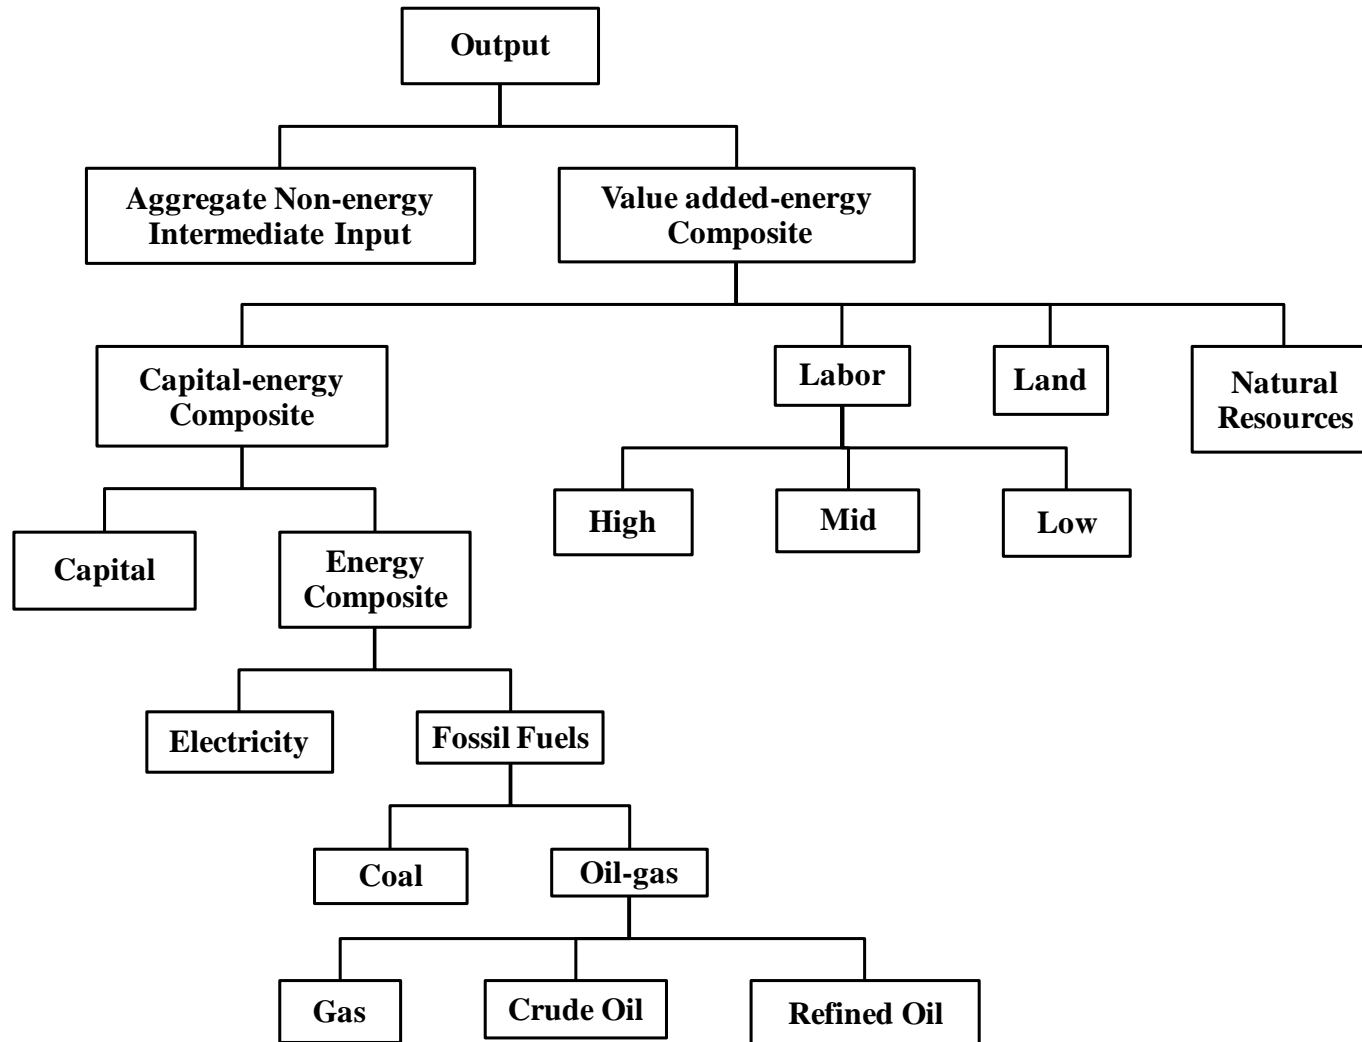 Output
Aggregate Non-energy
Intermediate Input
Value added-energy
Composite
Capital-energy
Composite
Labor
Land
Natural
Resources
High
Mid
Low
Capital
Energy
Composite
Electricity
Fossil Fuels
Coal
Oil-gas
Gas
Crude Oil
Refined Oil